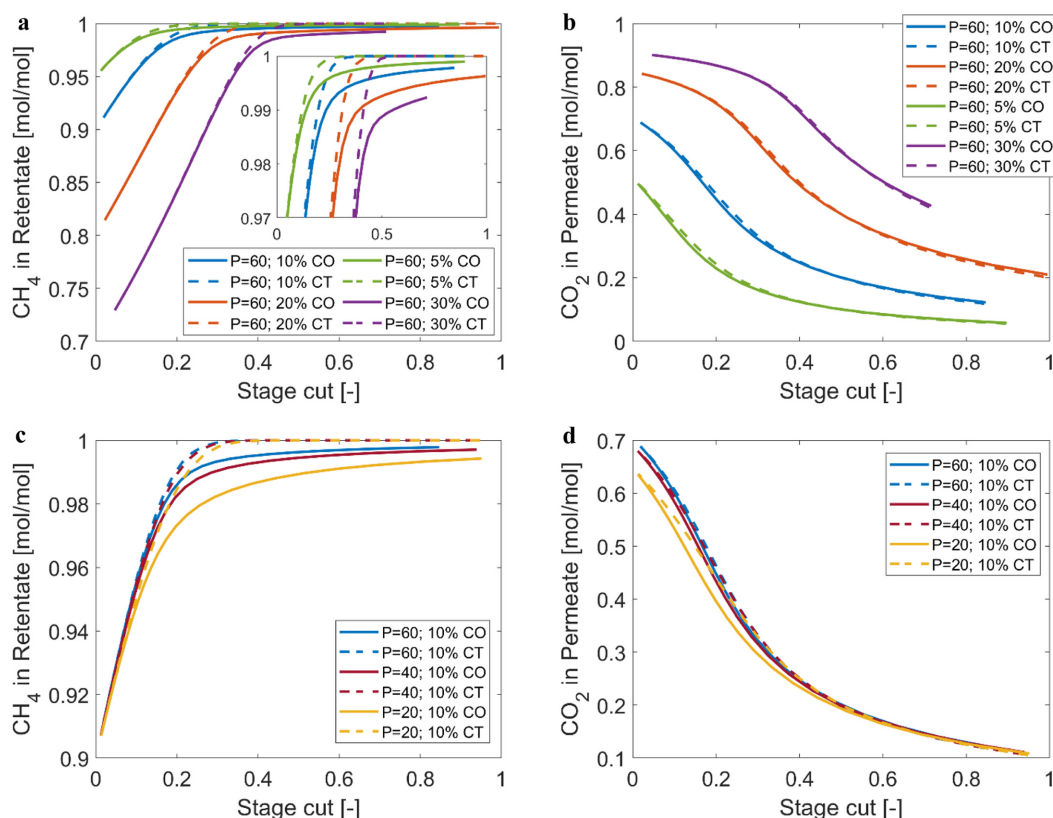 a
CH4 in Retentate [mol/mol]
1
0.95
0.9
0.85
0.8
0.75
0.7
0 0.2 0.4 0.6 0.8 1
Stage cut [-]
1
0.99
0.98
0.97
0 0.5 1
P=60; 10% CO
P=60; 10% CT
P=60; 20% CO
P=60; 20% CT
P=60; 5% CO
P=60; 5% CT
P=60; 30% CO
P=60; 30% CT
b
CO2 in Permeate [mol/mol]
1
0.8
0.6
0.4
0.2
0
0 0.2 0.4 0.6 0.8 1
Stage cut [-]
P=60; 10% CO
P=60; 10% CT
P=60; 20% CO
P=60; 20% CT
P=60; 5% CO
P=60; 5% CT
P=60; 30% CO
P=60; 30% CT
c
CH4 in Retentate [mol/mol]
1
0.98
0.96
0.94
0.92
0.9
0 0.2 0.4 0.6 0.8 1
Stage cut [-]
P=60; 10% CO
P=60; 10% CT
P=40; 10% CO
P=40; 10% CT
P=20; 10% CO
P=20; 10% CT
d
CO2 in Permeate [mol/mol]
0.7
0.6
0.5
0.4
0.3
0.2
0.1
0 0.2 0.4 0.6 0.8 1
Stage cut [-]
P=60; 10% CO
P=60; 10% CT
P=40; 10% CO
P=40; 10% CT
P=20; 10% CO
P=20; 10% CT